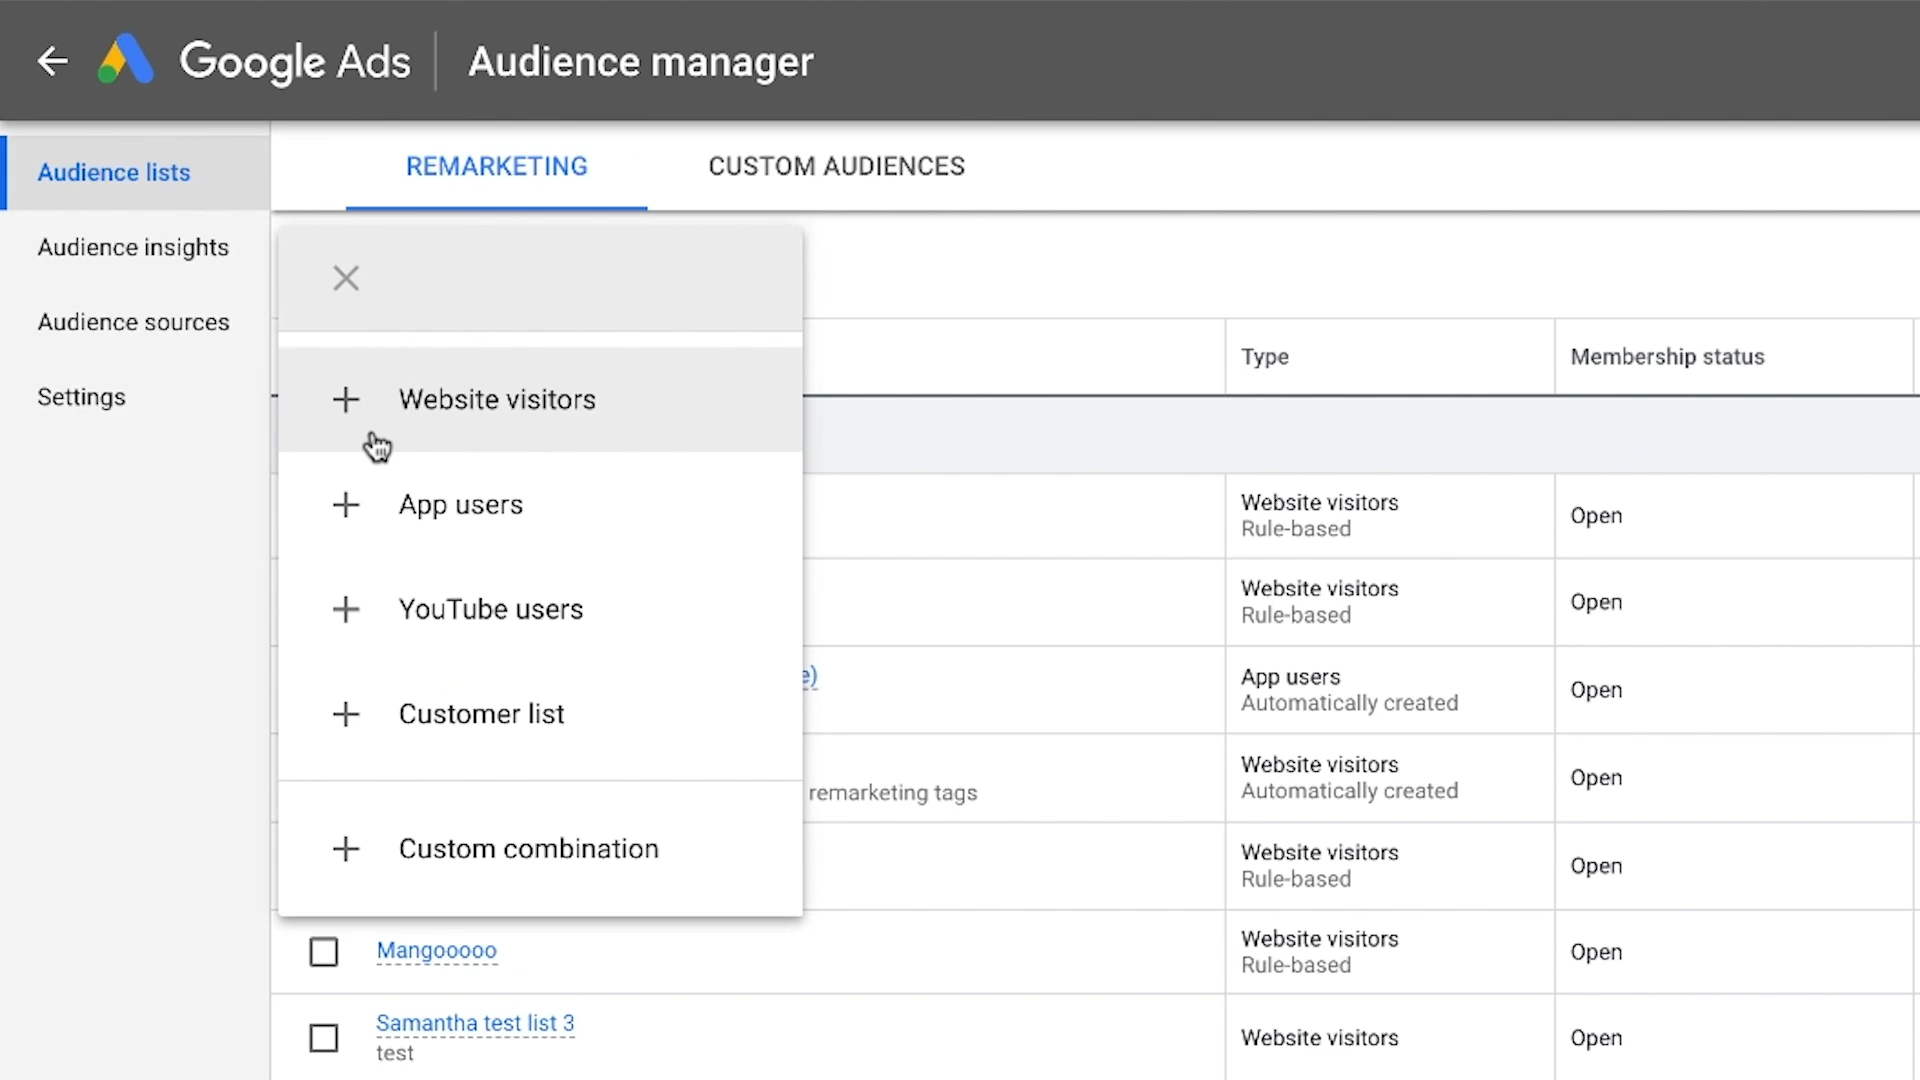 Google Ads
Audience manager
Audience lists
REMARKETING
CUSTOM AUDIENCES
Audience insights
Audience sources
Settings
Type
Membership status
Website visitors
App users
YouTube users
Customer list
Custom combination
Website visitors
Rule-based
Open
Website visitors
Rule-based
Open
e)
App users
Automatically created
Open
remarketing tags
Website visitors
Automatically created
Open
Website visitors
Rule-based
Open
Mangooooo
Website visitors
Rule-based
Open
Samantha test list 3
test
Website visitors
Open